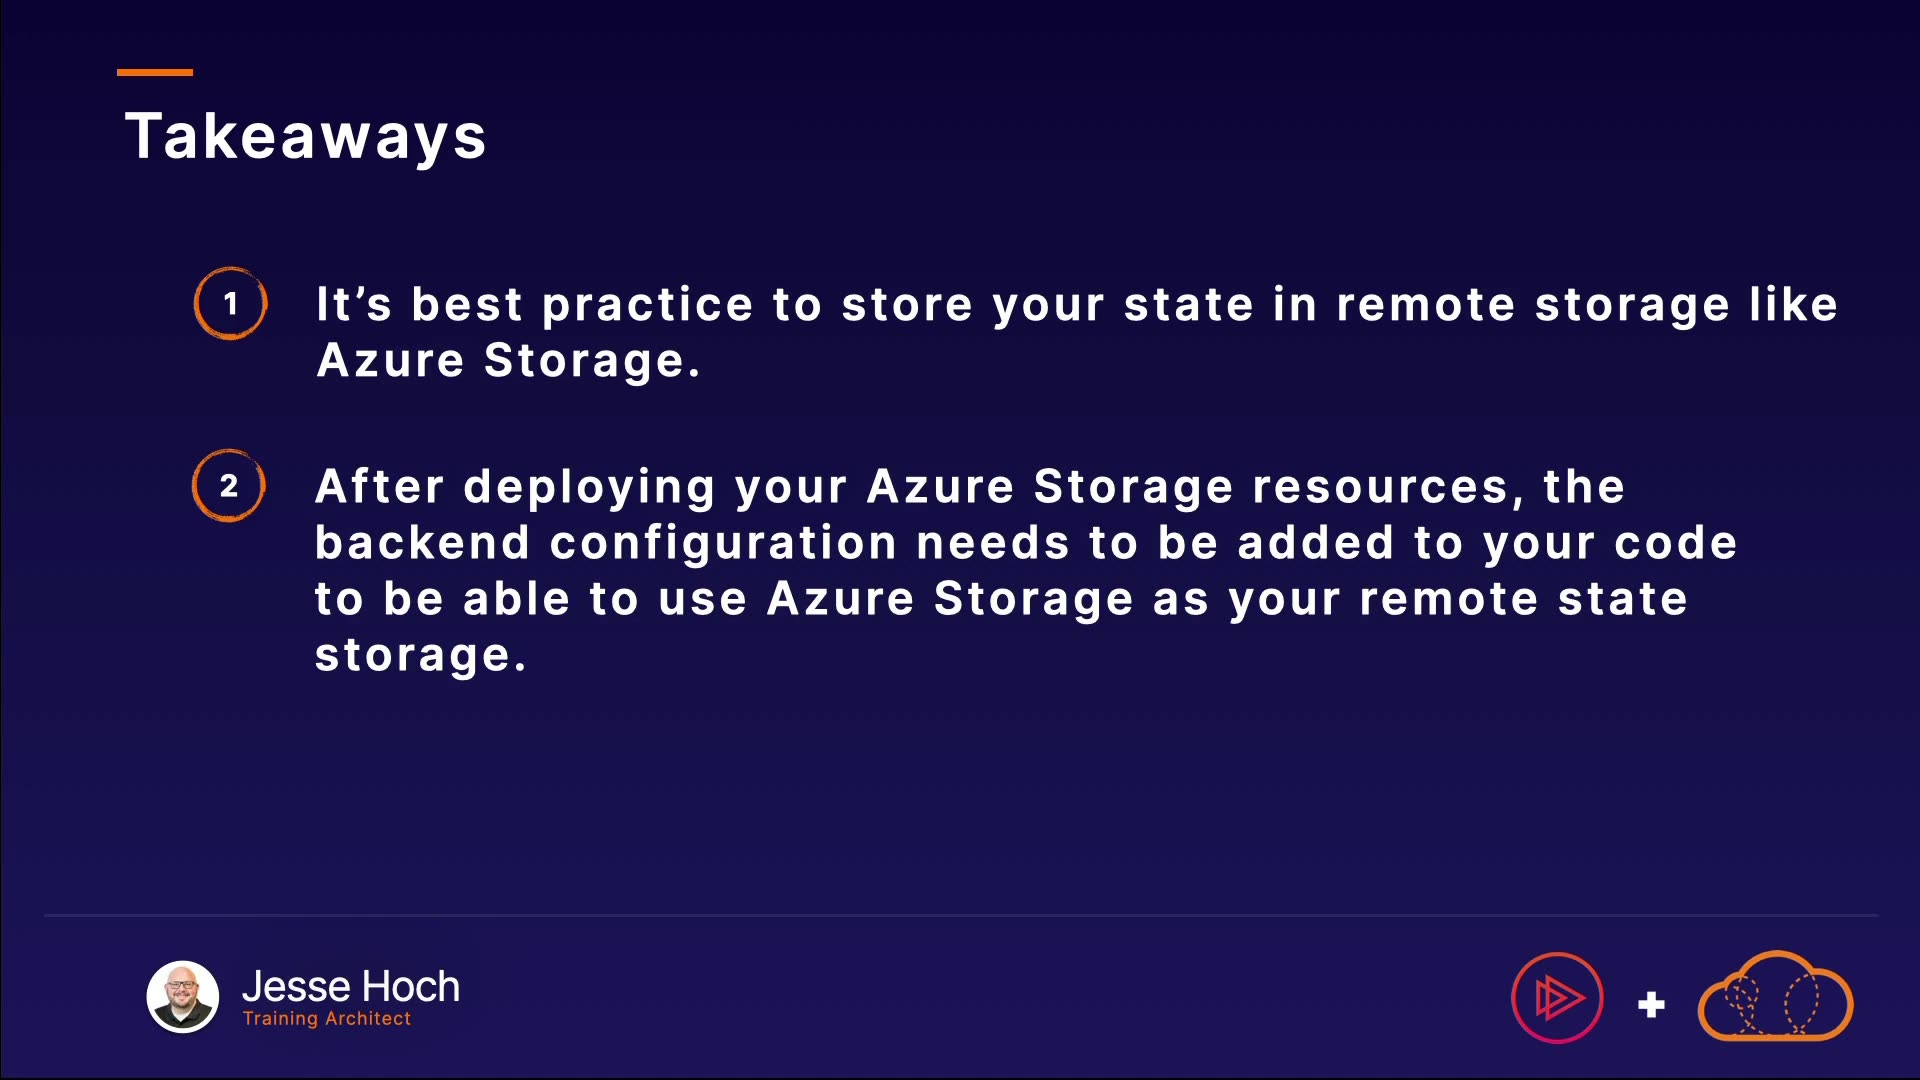 Takeaways
1
It’s best practice to store your state in remote storage like
Azure Storage.
2
After deploying your Azure Storage resources, the
backend configuration needs to be added to your code
to be able to use Azure Storage as your remote state
storage.
Jesse Hoch
Training Architect